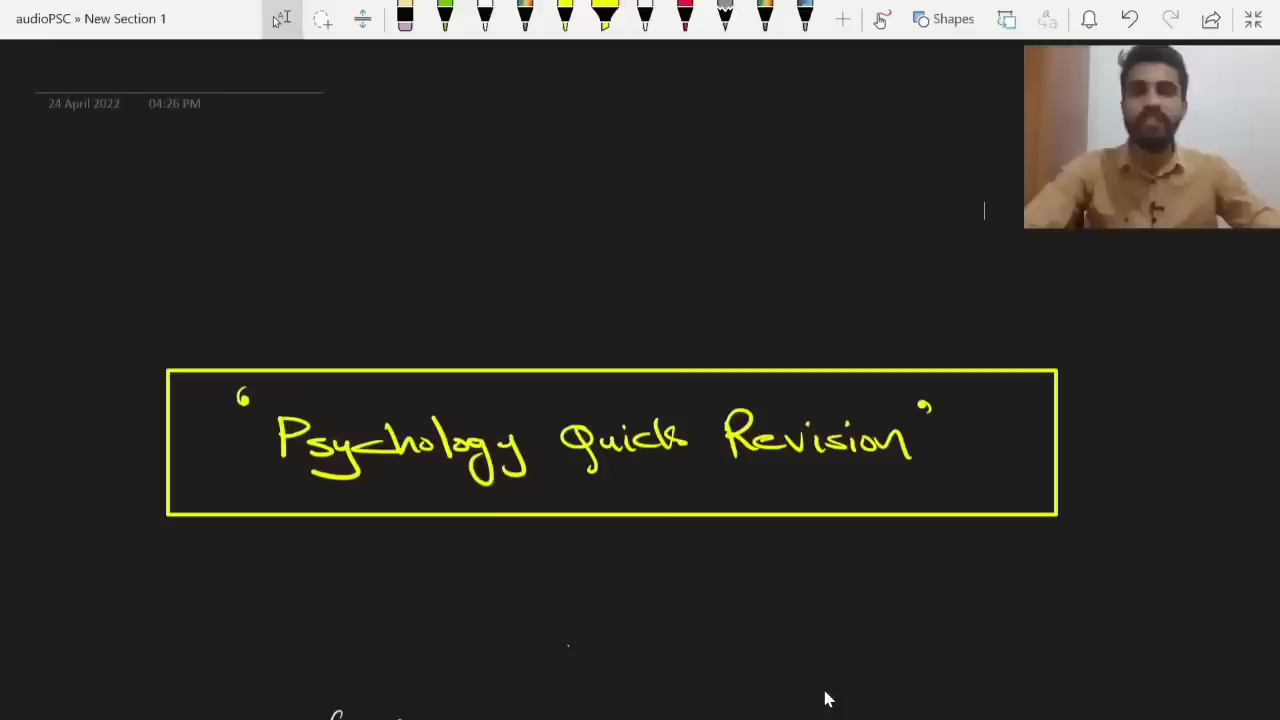 audioPSC » New Section 1
Shapes
24 April 2022 04:26 PM
‘Psychology Quick Revision’